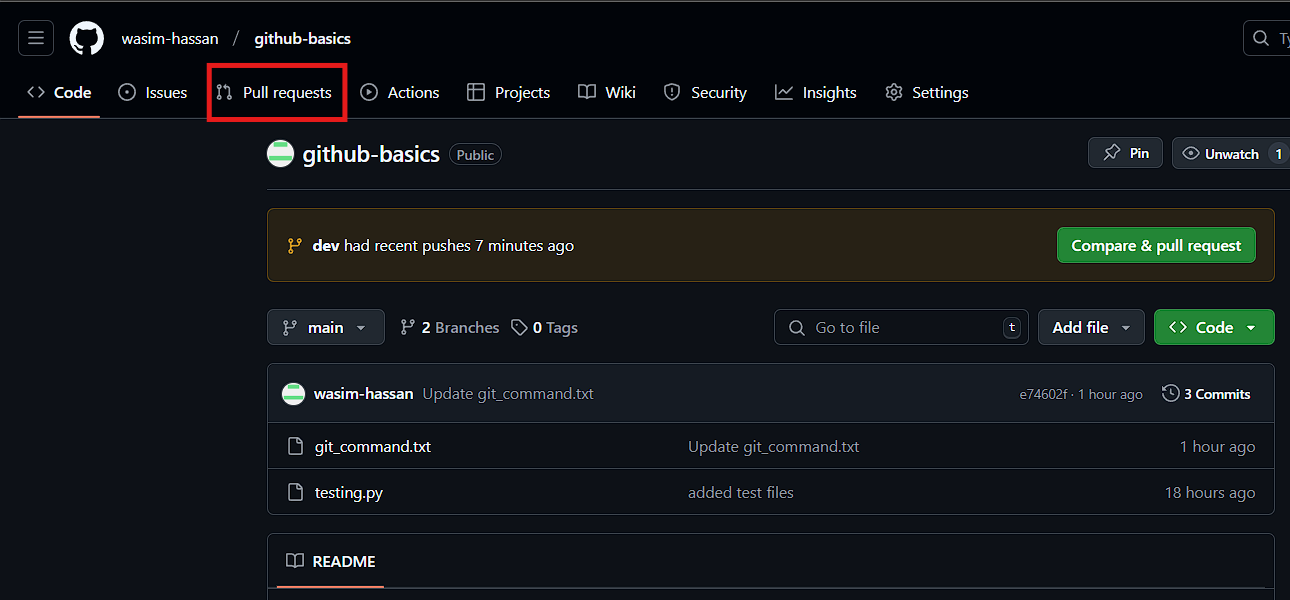 wasim-hassan / github-basics
Code Issues Pull requests Actions Projects Wiki Security Insights Settings
github-basics Public Pin Unwatch 1
dev had recent pushes 7 minutes ago Compare & pull request
main 2 Branches 0 Tags Go to file t Add file Code
wasim-hassan Update git_command.txt e74602f · 1 hour ago 3 Commits
git_command.txt Update git_command.txt 1 hour ago
testing.py added test files 18 hours ago
README